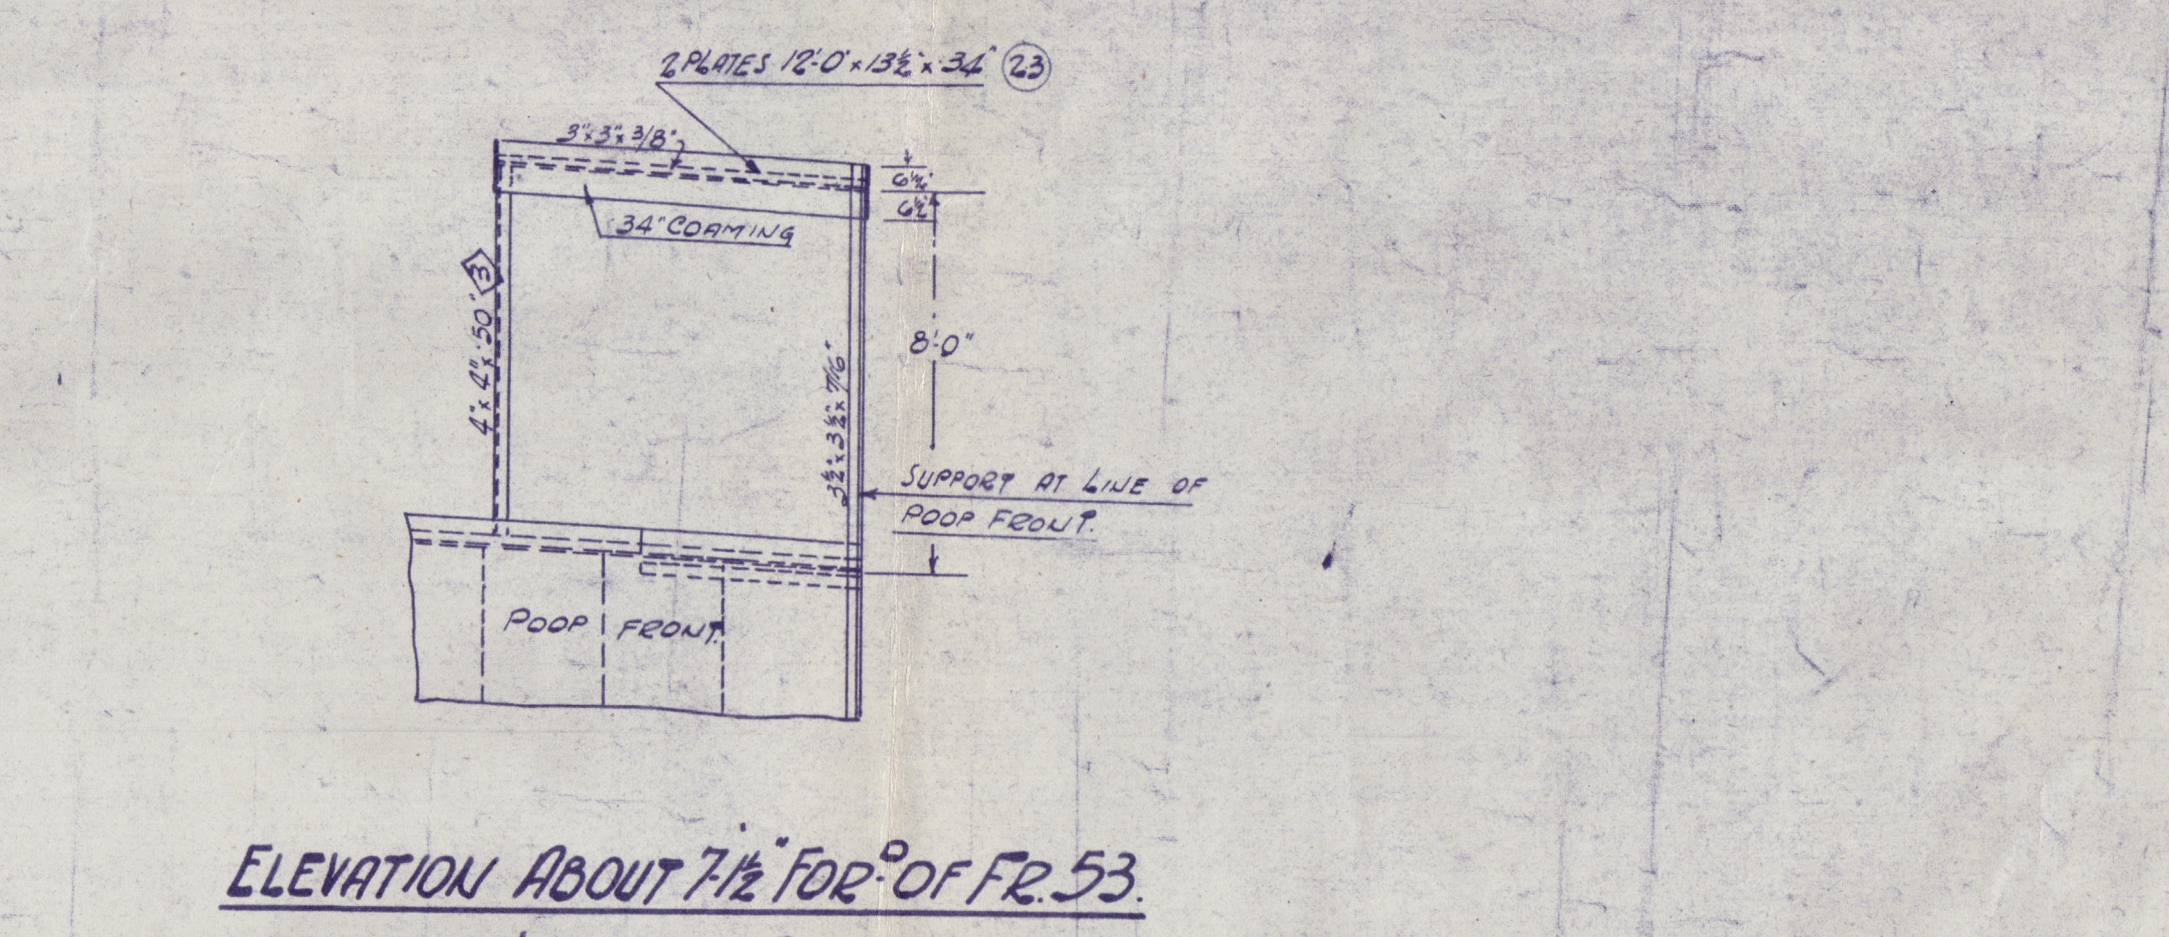 2 PLATES 12'-0" × 13½" × ·34" 23
3" × 3" × 3/8"
6½"
6½"
·34" COAMING
3
4" × 4" × ·50"
8'-0"
3½" × 3½" × 7/16"
SUPPORT AT LINE OF
POOP FRONT.
POOP FRONT.
ELEVATION ABOUT 7'-1½" FORᴰ OF FR. 53.